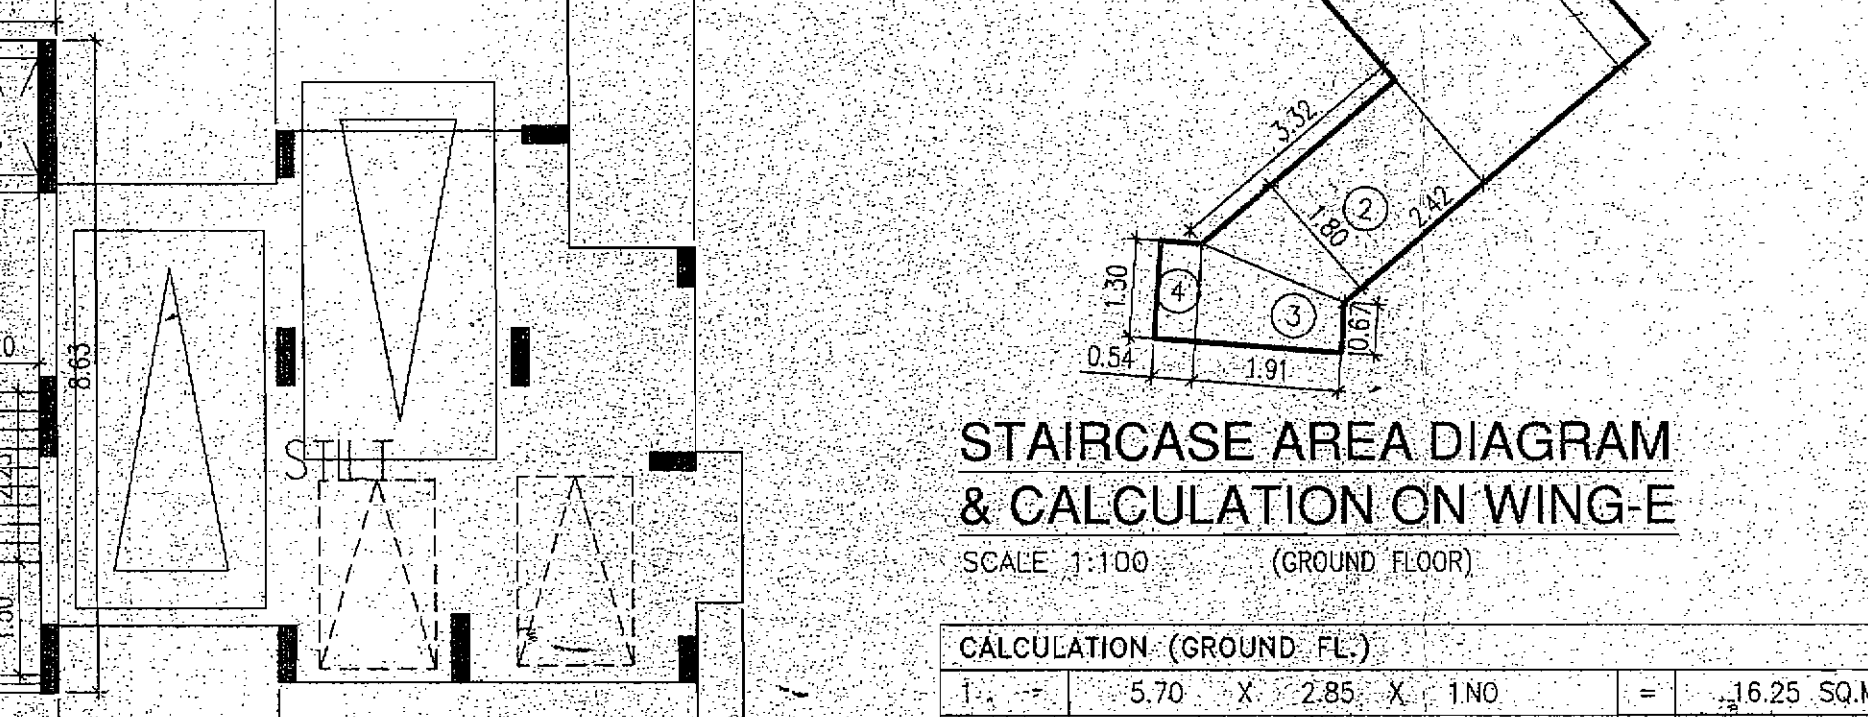 8.63
STILT
3.32
2
1.80
2.42
1.30
4
3
0.67
0.54
1.91
STAIRCASE AREA DIAGRAM
& CALCULATION ON WING-E
SCALE 1:100 (GROUND FLOOR)
CALCULATION (GROUND FL.)
1. 5.70 X 2.85 X 1NO = 16.25